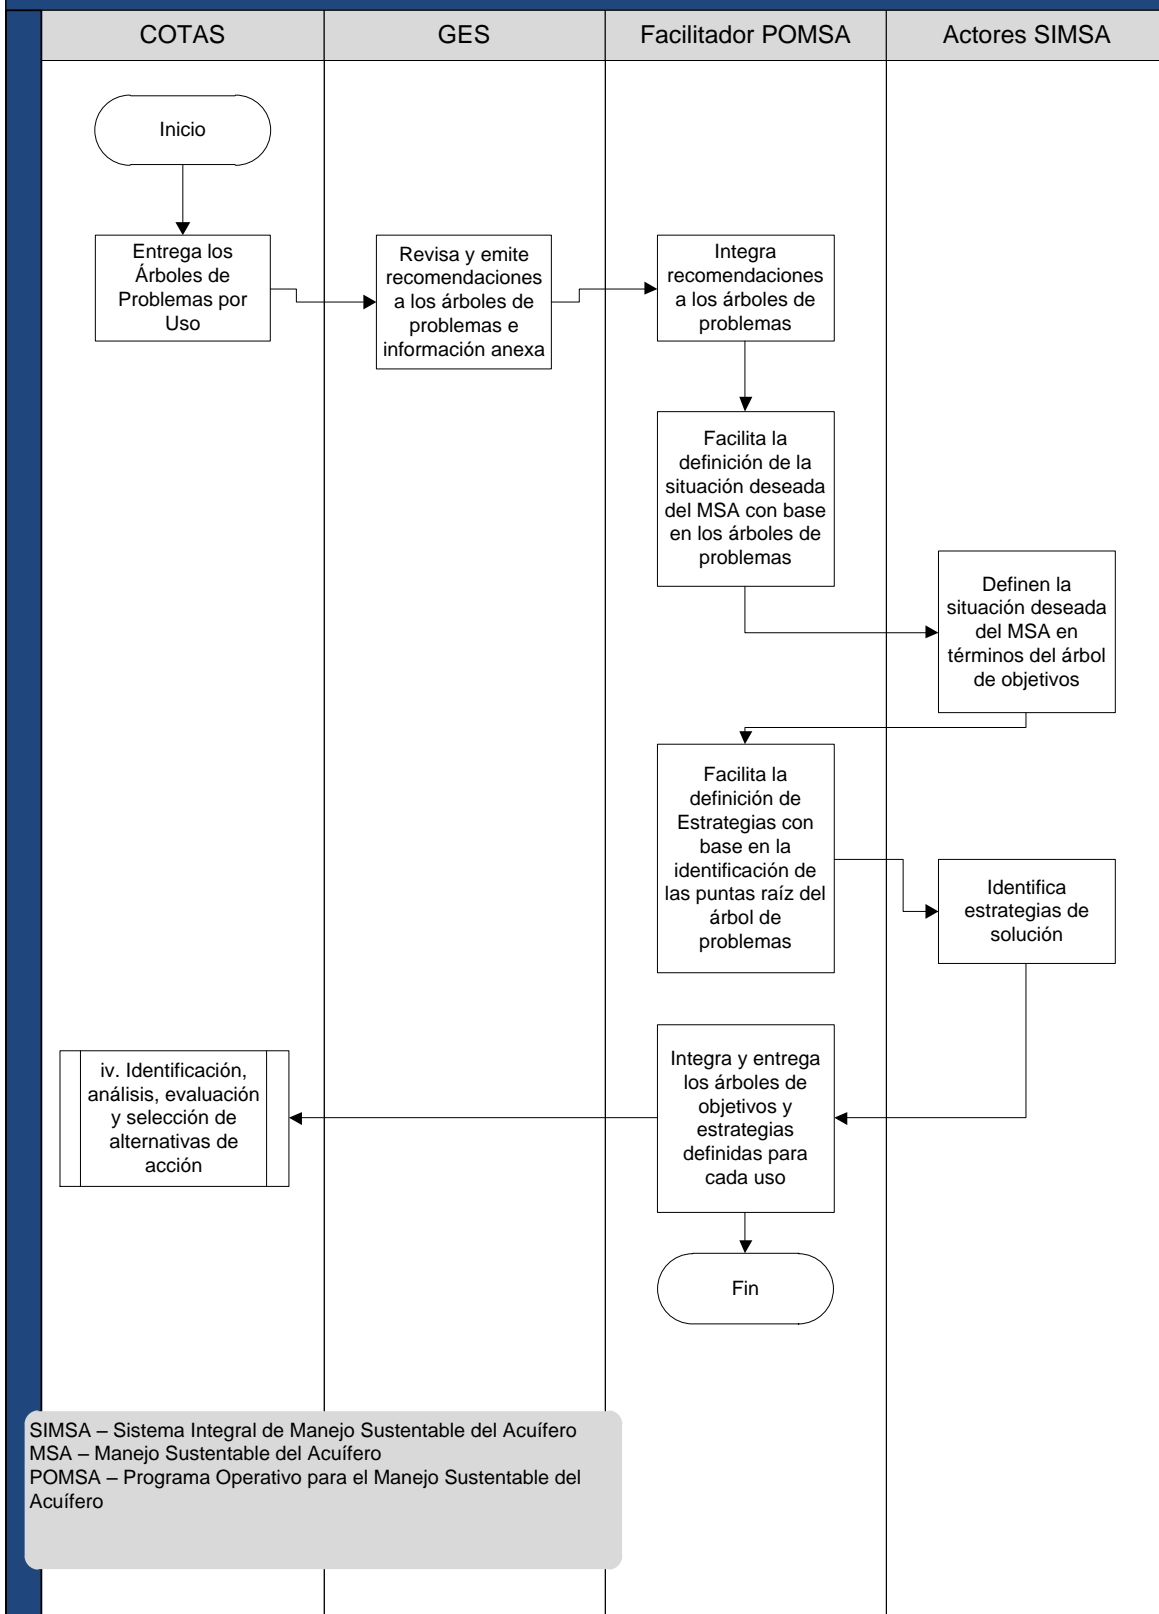 COTAS
GES
Facilitador POMSA
Actores SIMSA
Inicio
Entrega los
Árboles de
Problemas por
Uso
Revisa y emite
recomendaciones
a los árboles de
problemas e
información anexa
Integra
recomendaciones
a los árboles de
problemas
Facilita la
definición de la
situación deseada
del MSA con base
en los árboles de
problemas
Definen la
situación deseada
del MSA en
términos del árbol
de objetivos
Facilita la
definición de
Estrategias con
base en la
identificación de
las puntas raíz del
árbol de
problemas
Identifica
estrategias de
solución
Integra y entrega
los árboles de
objetivos y
estrategias
definidas para
cada uso
iv. Identificación,
análisis, evaluación
y selección de
alternativas de
acción
Fin
SIMSA – Sistema Integral de Manejo Sustentable del Acuífero
MSA – Manejo Sustentable del Acuífero
POMSA – Programa Operativo para el Manejo Sustentable del
Acuífero